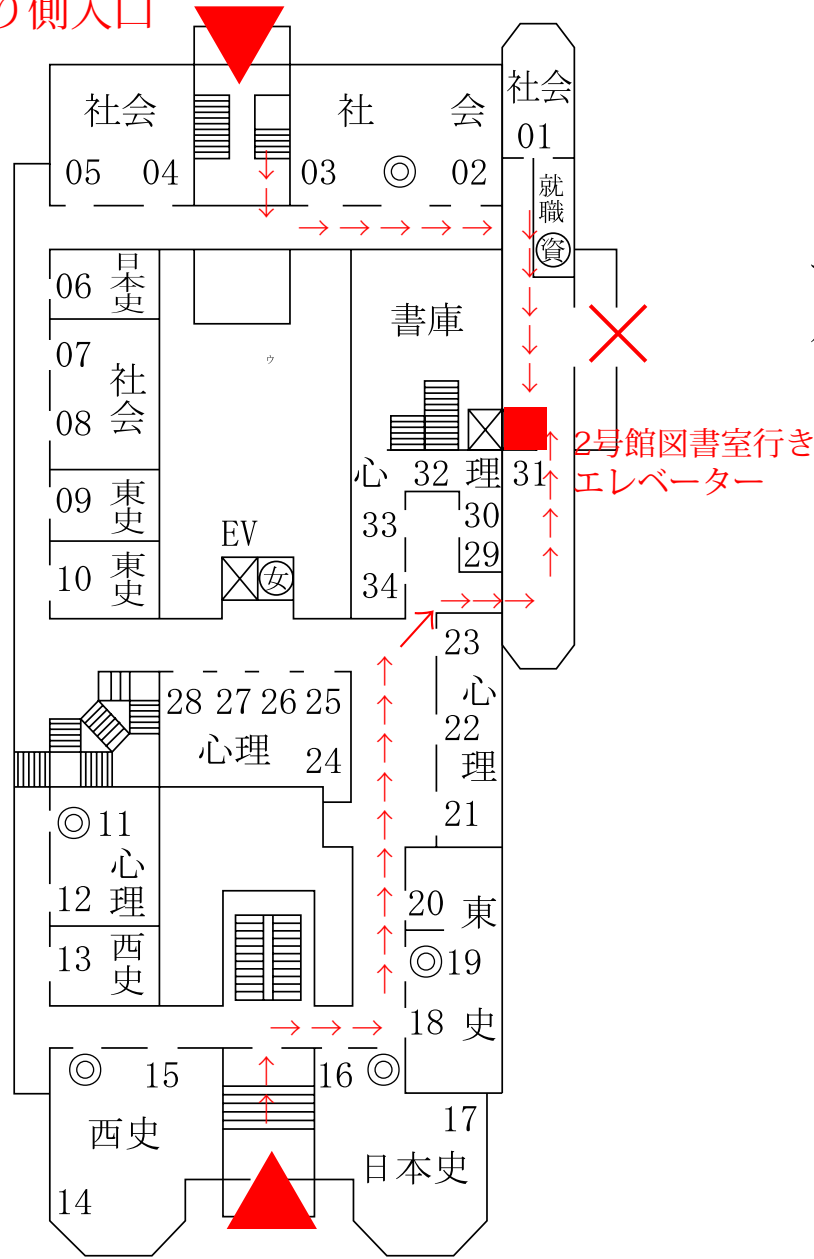 側入口
社会
社会
社会
01
05
04
03
◎
02
就職
資
06
日本史
07
社会
08
書庫
ウ
2号館図書室行き
エレベーター
心理
32
31
09
東史
33
30
EV
29
10
東史
女
34
23
心理
28
27
26
25
22
心理
24
21
◎
11
心理
12
20
東史
13
西史
◎
19
18
◎
15
16
◎
西史
17
日本史
14